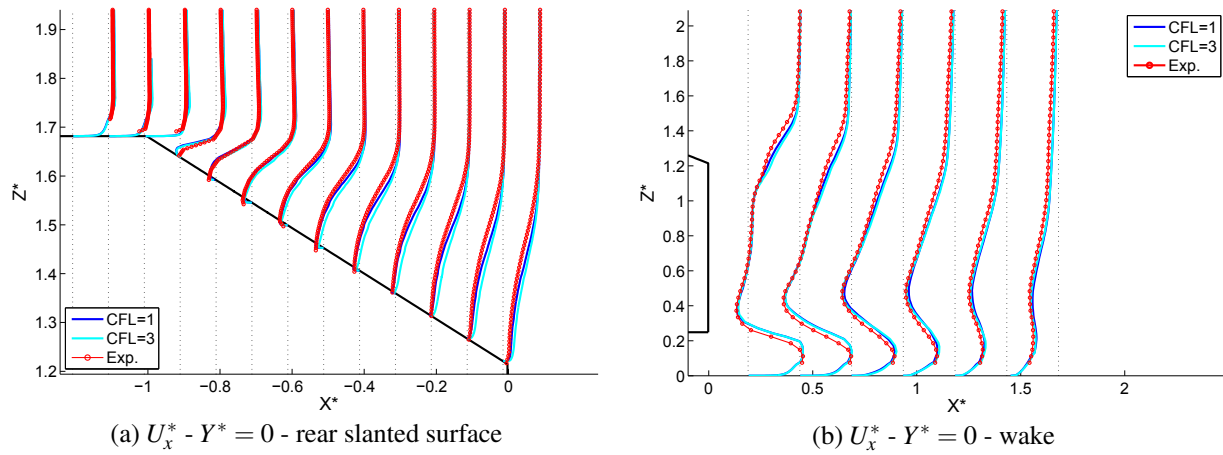 1.9
1.8
1.7
1.6
1.5
1.4
1.3
1.2
Z*
CFL=1
CFL=3
Exp.
−1 −0.8 −0.6 −0.4 −0.2 0
X*
(a) U*x - Y* = 0 - rear slanted surface
2
1.8
1.6
1.4
1.2
1
0.8
0.6
0.4
0.2
0
Z*
CFL=1
CFL=3
Exp.
0 0.5 1 1.5 2
X*
(b) U*x - Y* = 0 - wake